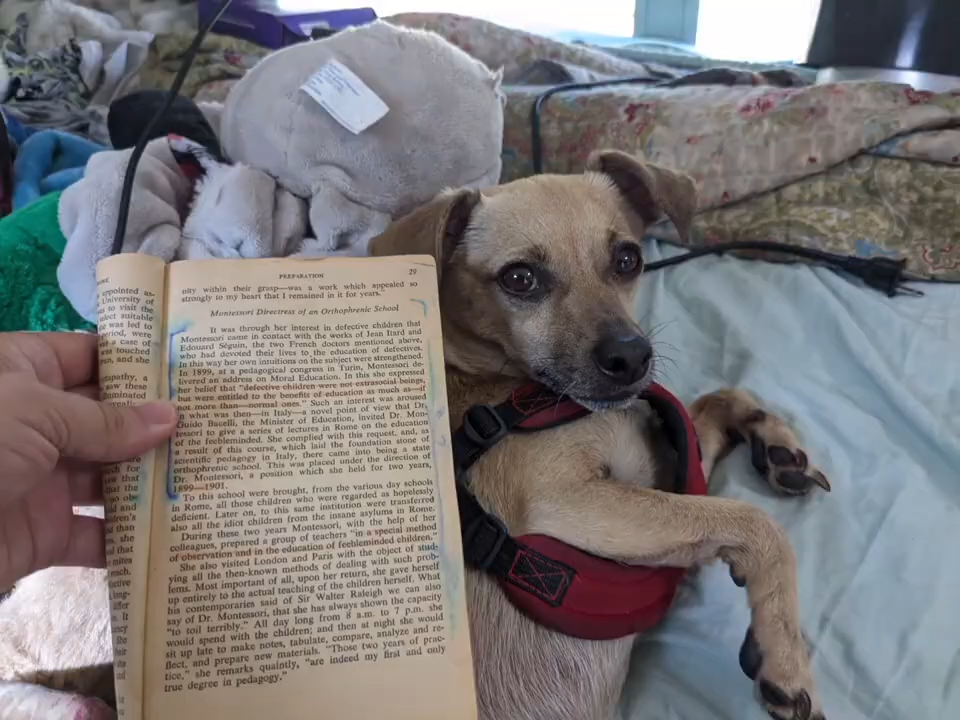 PREPARATION 29
nity within their grasp—was a work which appealed so
strongly to my heart that I remained in it for years."
Montessori Directress of an Orthophrenic School
It was through her interest in defective children that
Montessori came in contact with the works of Jean Itard and
Edouard Séguin, the two French doctors mentioned above,
who had devoted their lives to the education of defectives.
In this way her own intuitions on the subject were strengthened.
In 1899, at a pedagogical congress in Turin, Montessori de-
livered an address on Moral Education. In this she expressed
her belief that "defective children were not extrasocial beings,
but were entitled to the benefits of education as much as—if
not more than—normal ones." Such an interest was aroused
in what was then—in Italy—a novel point of view that Dr.
Guido Bacelli, the Minister of Education, invited Dr. Mon-
tessori to give a series of lectures in Rome on the education
of the feebleminded. She complied with this request, and, as
a result of this course, which laid the foundation stone of
scientific pedagogy in Italy, there came into being a state
orthophrenic school. This was placed under the direction of
Dr. Montessori, a position which she held for two years,
1899—1901.
To this school were brought, from the various day schools
in Rome, all those children who were regarded as hopelessly
deficient. Later on, to this same institution were transferred
also all the idiot children from the insane asylums in Rome.
During these two years Montessori, with the help of her
colleagues, prepared a group of teachers "in a special method
of observation and in the education of feebleminded children."
She also visited London and Paris with the object of stud-
ying all the then-known methods of dealing with such prob-
lems. Most important of all, upon her return, she gave herself
up entirely to the actual teaching of the children herself. What
his contemporaries said of Sir Walter Raleigh we can also
say of Dr. Montessori, that she has always shown the capacity
"to toil terribly." All day long from 8 a.m. to 7 p.m. she
would spend with the children; and then at night she would
sit up late to make notes, tabulate, compare, analyze and re-
flect, and prepare new materials. "Those two years of prac-
tice," she remarks quaintly, "are indeed my first and only
true degree in pedagogy."